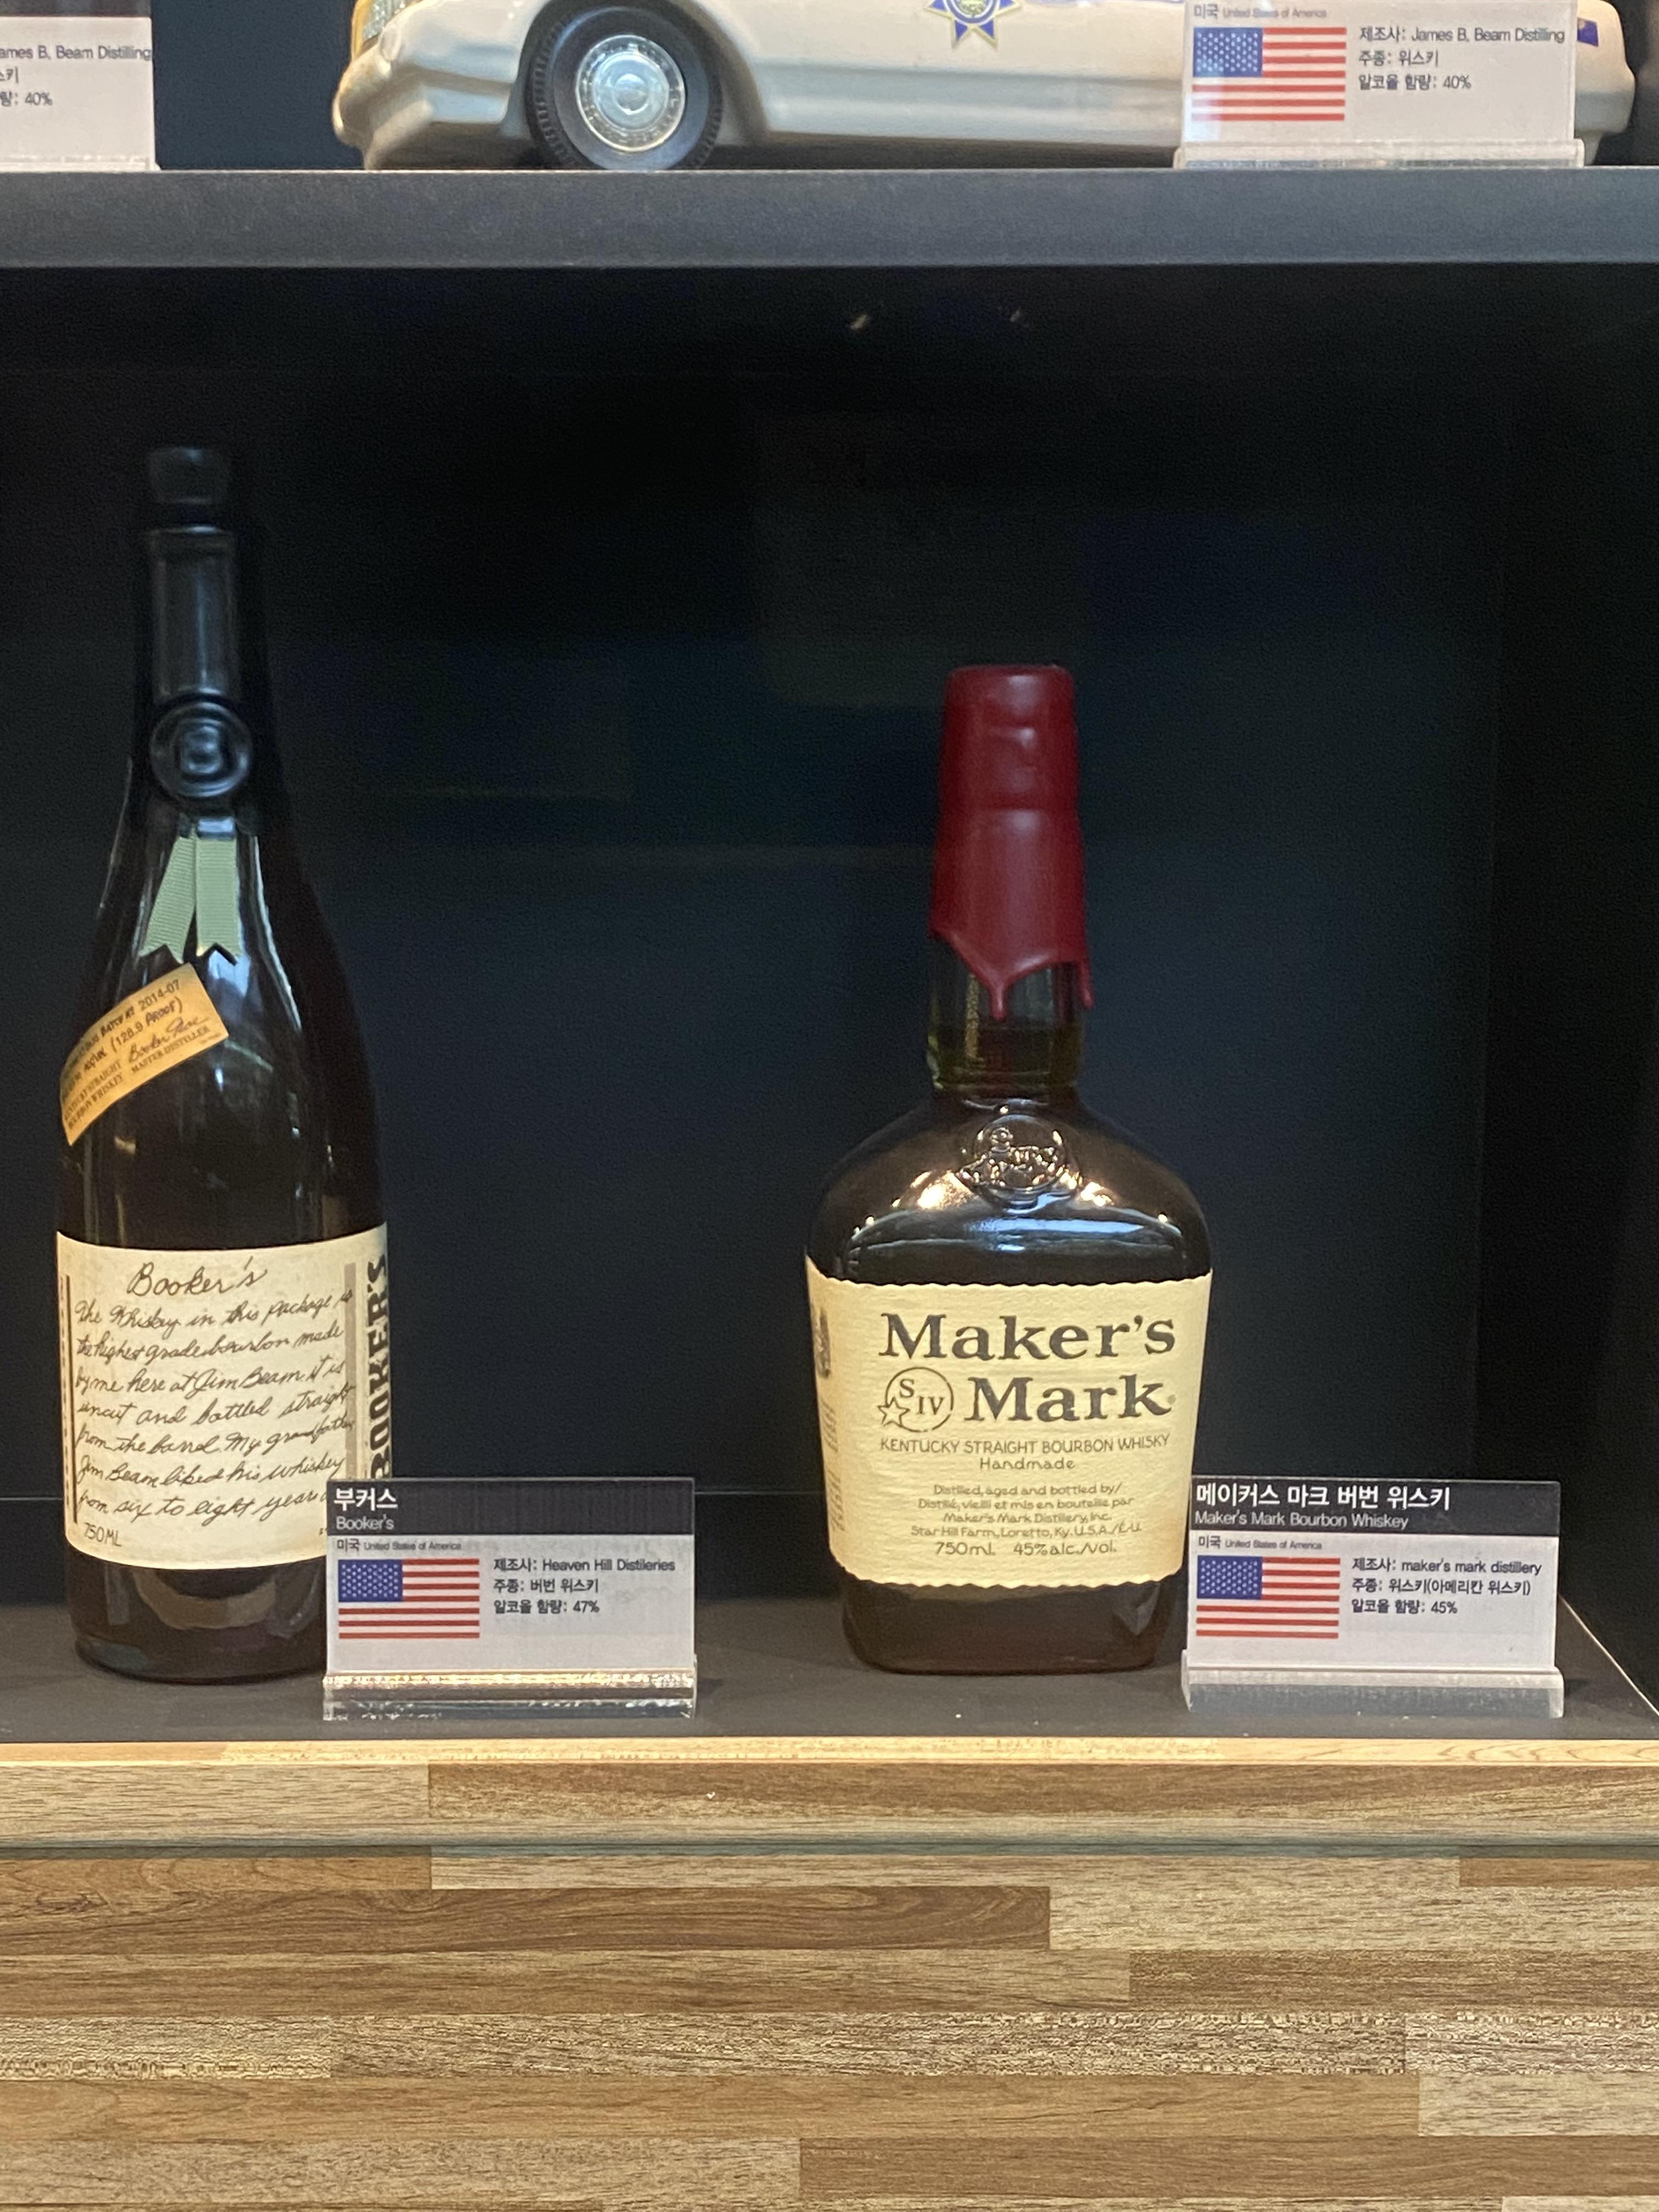 ames B. Beam Distilling
스키
량: 40%
미국 United States of America
제조사: James B. Beam Distilling
주종: 위스키
알코올 함량: 40%
BATCH № 2014-07
(128.9 PROOF)
KENTUCKY STRAIGHT
BOURBON WHISKEY
MASTER DISTILLER
Booker's
The Whiskey in this package is
the highest grade bourbon made
by me here at Jim Beam. it is
uncut and bottled straight
from the barrel. My grandfather,
Jim Beam liked his whiskey
from six to eight years
750ML
BOOKER'S
부커스
Booker's
미국 United States of America
제조사: Heaven Hill Distileries
주종: 버번 위스키
알코올 함량: 47%
Maker's
S IV Mark
KENTUCKY STRAIGHT BOURBON WHISKY
Handmade
Distilled, aged and bottled by/
Distillé, vieilli et mis en bouteille par
Maker's Mark Distillery, Inc.
Star Hill Farm, Loretto, Ky. U.S.A./É-U.
750ml. 45%alc./vol.
메이커스 마크 버번 위스키
Maker's Mark Bourbon Whiskey
미국 United States of America
제조사: maker's mark distillery
주종: 위스키(아메리칸 위스키)
알코올 함량: 45%